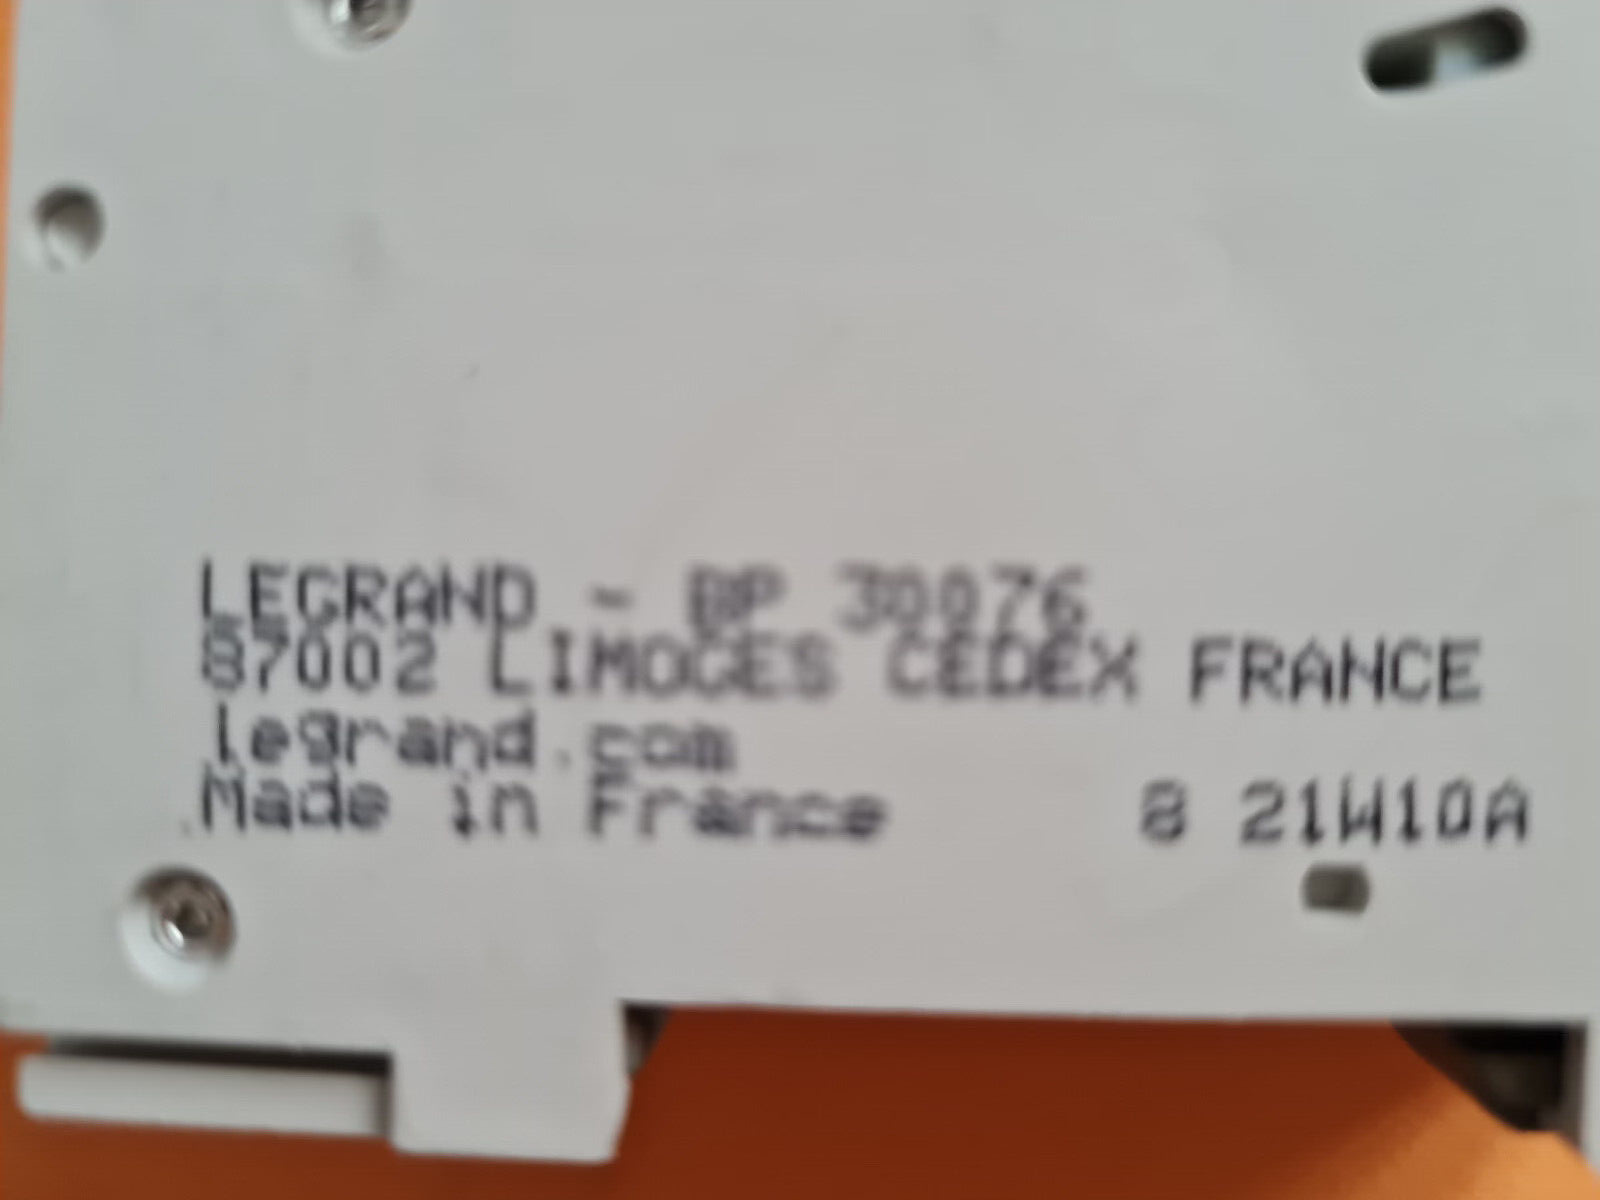 LEGRAND - BP 30076
87002 LIMOGES CEDEX FRANCE
legrand.com
Made in France 8 21W10A